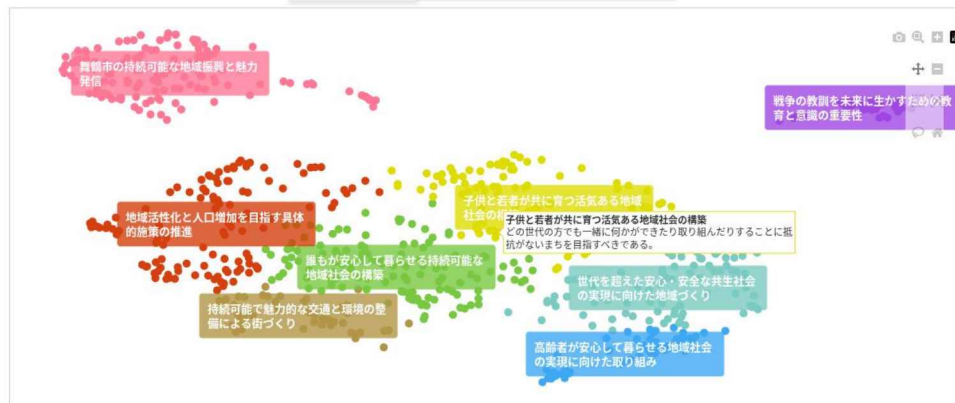 舞鶴市の持続可能な地域振興と魅力
発信
戦争の教訓を未来に生かすための教
育と意識の重要性
子供と若者が共に育つ活気ある地域
社会の構
子供と若者が共に育つ活気ある地域社会の構築
どの世代の方でも一緒に何かができたり取り組んだりすることに抵
抗がないまちを目指すべきである。
地域活性化と人口増加を目指す具体
的施策の推進
誰もが安心して暮らせる持続可能な
地域社会の構築
世代を超えた安心・安全な共生社会
の実現に向けた地域づくり
持続可能で魅力的な交通と環境の整
備による街づくり
高齢者が安心して暮らせる地域社会
の実現に向けた取り組み